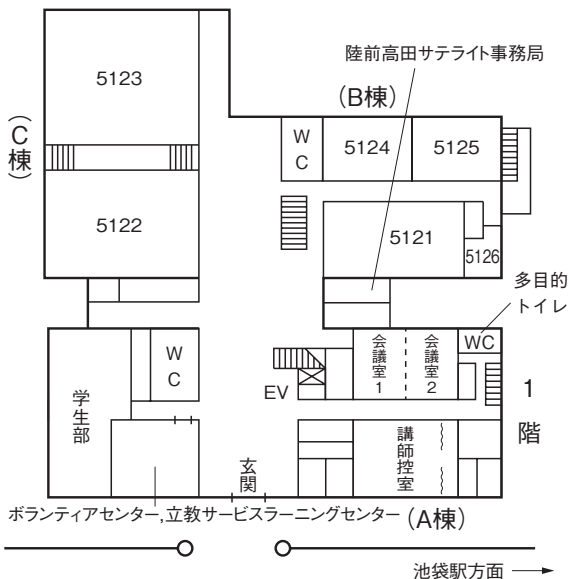 陸前高田サテライト事務局
(B棟)
5123
(C棟)
WC
5124
5125
5122
5121
5126
多目的
トイレ
WC
会議室1
会議室2
WC
EV
学生部
1階
講師控室
玄関
ボランティアセンター,立教サービスラーニングセンター
(A棟)
池袋駅方面